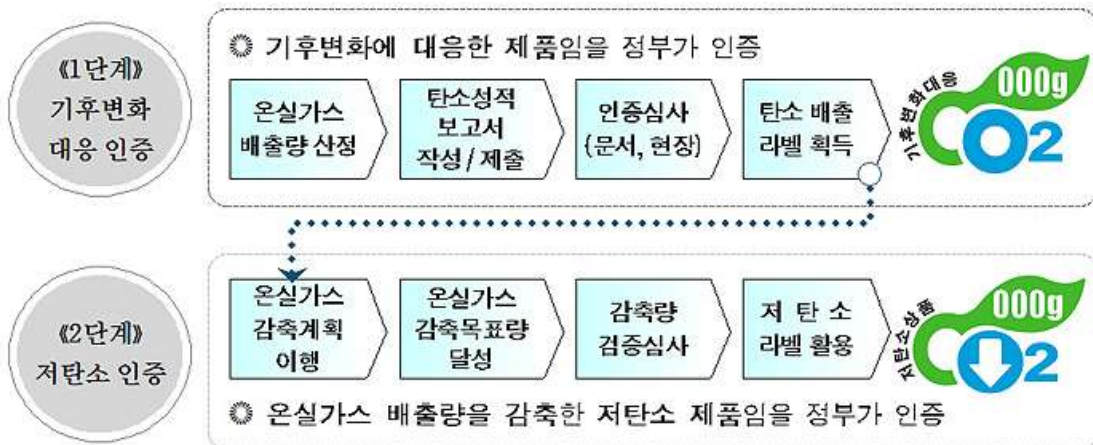 《1단계》
기후변화
대응 인증
기후변화에 대응한 제품임을 정부가 인증
온실가스
배출량 산정
탄소성적
보고서
작성 / 제출
인증심사
(문서, 현장)
탄소 배출
라벨 획득
기후변화대응
000g
CO2
《2단계》
저탄소 인증
온실가스
감축계획
이행
온실가스
감축목표량
달성
감축량
검증심사
저 탄 소
라벨 활용
저탄소상품
000g
CO2
온실가스 배출량을 감축한 저탄소 제품임을 정부가 인증